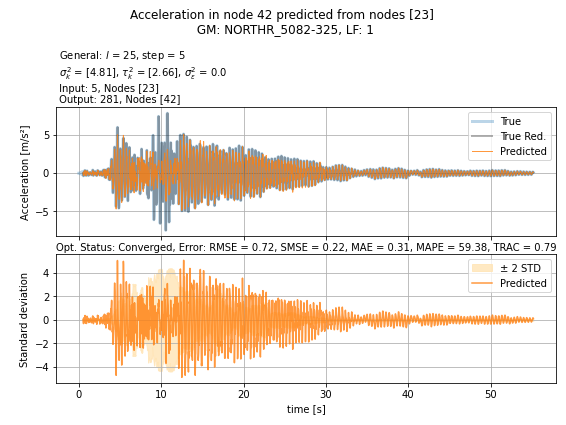 Acceleration in node 42 predicted from nodes [23]
GM: NORTHR_5082-325, LF: 1
General: l = 25, step = 5
σ²ₖ = [4.81], τ²ₖ = [2.66], σ²ε = 0.0
Input: 5, Nodes [23]
Output: 281, Nodes [42]
True
True Red.
Predicted
Acceleration [m/s²]
5
0
−5
Opt. Status: Converged, Error: RMSE = 0.72, SMSE = 0.22, MAE = 0.31, MAPE = 59.38, TRAC = 0.79
± 2 STD
Predicted
Standard deviation
4
2
0
−2
−4
0 10 20 30 40 50
time [s]